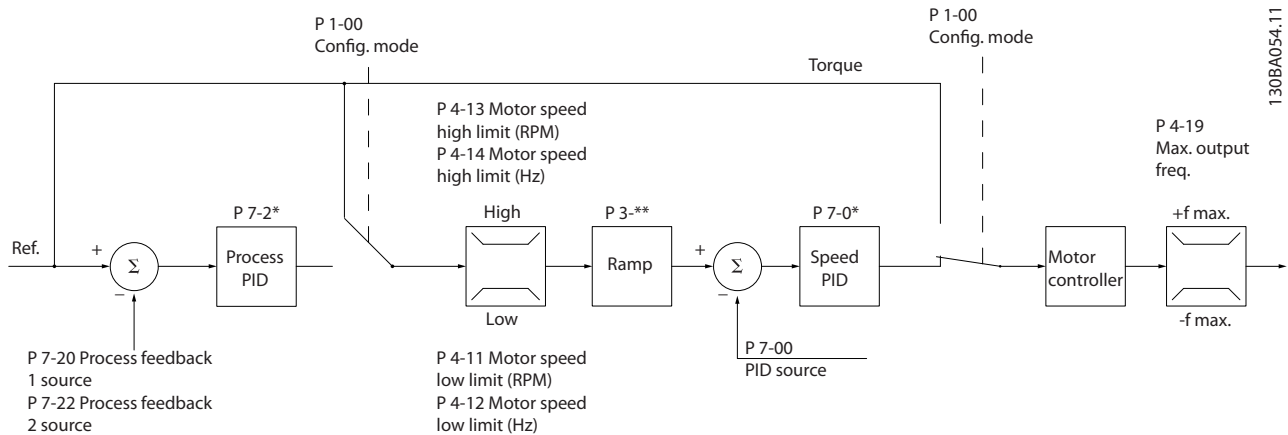 P 1-00
Config. mode
P 1-00
Config. mode
130BA054.11
Torque
P 4-13 Motor speed
high limit (RPM)
P 4-14 Motor speed
high limit (Hz)
P 4-19
Max. output
freq.
Ref.
+
Σ
_
P 7-2*
Process
PID
High
Low
P 3-**
Ramp
+
Σ
_
P 7-0*
Speed
PID
Motor
controller
+f max.
-f max.
P 7-20 Process feedback
1 source
P 7-22 Process feedback
2 source
P 4-11 Motor speed
low limit (RPM)
P 4-12 Motor speed
low limit (Hz)
P 7-00
PID source